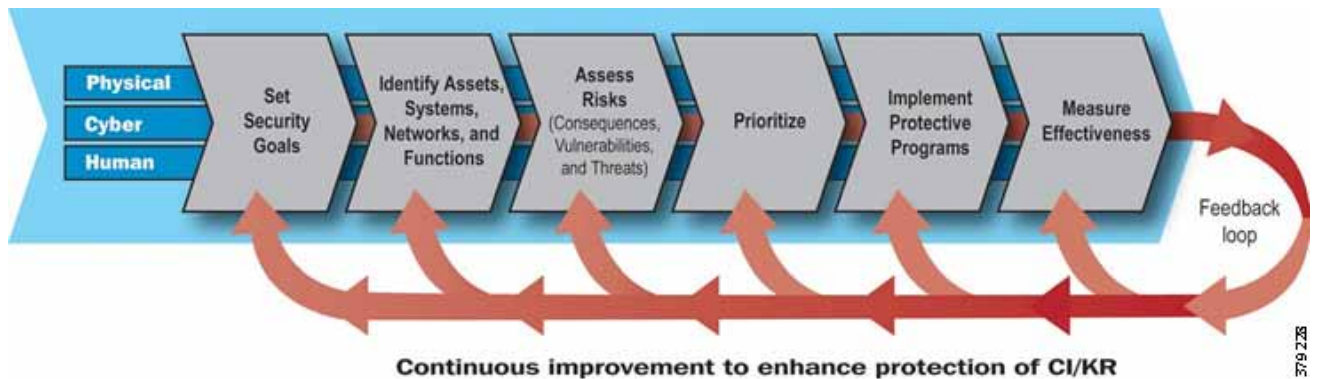 Physical
Cyber
Human
Set
Security
Goals
Identify Assets,
Systems,
Networks, and
Functions
Assess
Risks
(Consequences,
Vulnerabilities,
and Threats)
Prioritize
Implement
Protective
Programs
Measure
Effectiveness
Feedback
loop
Continuous improvement to enhance protection of CI/KR
379228